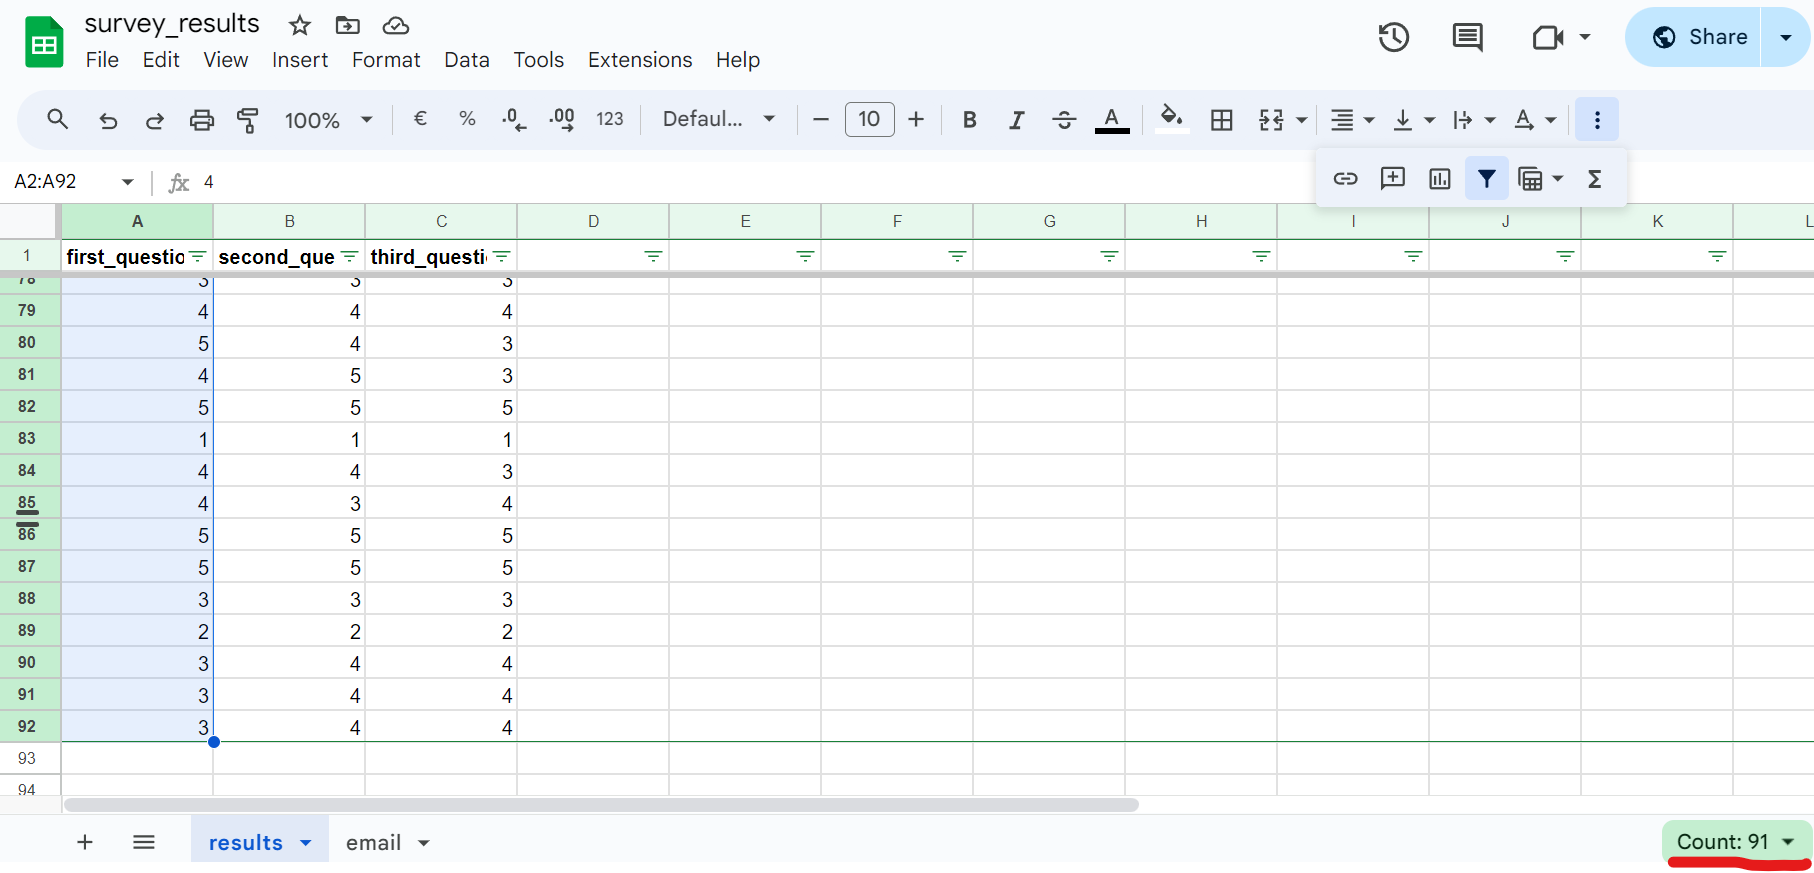 survey_results
File Edit View Insert Format Data Tools Extensions Help
Share
100% € % .0 .00 123 Defaul... 10 B I A
A2:A92 fx 4
A B C D E F G H I J K L
1 first_questio second_que third_questi
78 3 3 3
79 4 4 4
80 5 4 3
81 4 5 3
82 5 5 5
83 1 1 1
84 4 4 3
85 4 3 4
86 5 5 5
87 5 5 5
88 3 3 3
89 2 2 2
90 3 4 4
91 3 4 4
92 3 4 4
93
94
results email Count: 91